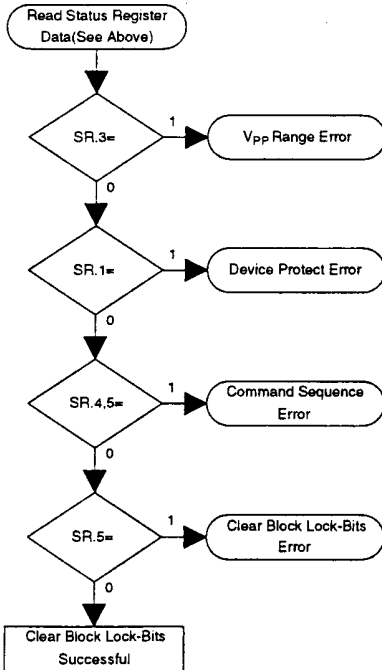 Read Status Register
Data(See Above)
SR.3=
1
VPP Range Error
0
SR.1=
1
Device Protect Error
0
SR.4,5=
1
Command Sequence
Error
0
SR.5=
1
Clear Block Lock-Bits
Error
0
Clear Block Lock-Bits
Successful